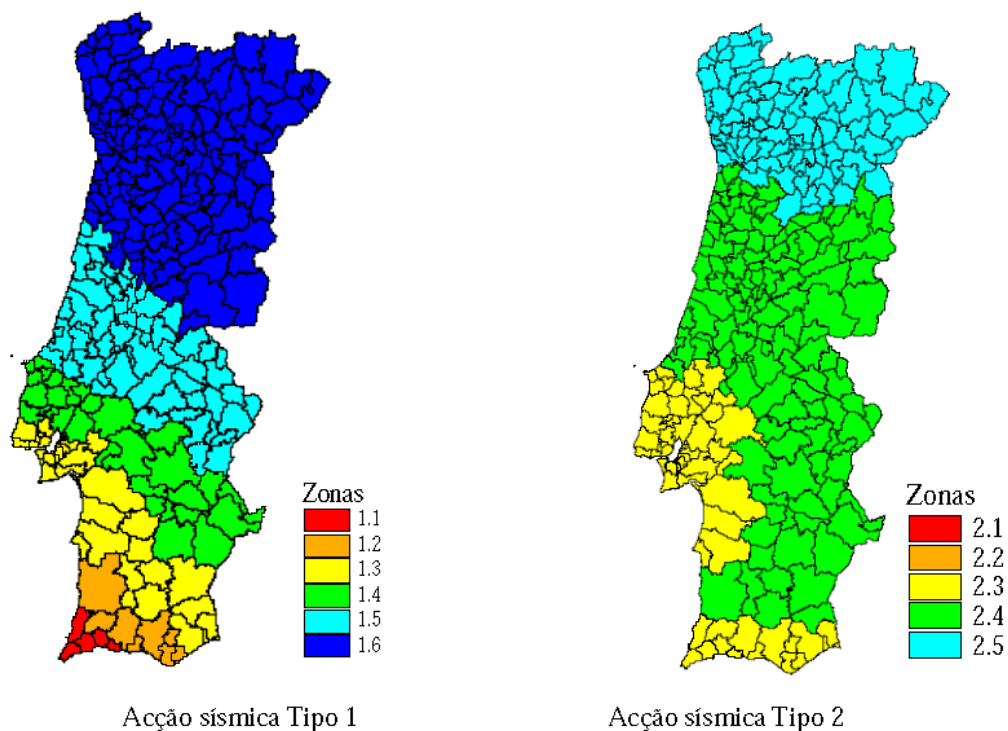 Zonas
1.1
1.2
1.3
1.4
1.5
1.6
Zonas
2.1
2.2
2.3
2.4
2.5
Acção sísmica Tipo 1
Acção sísmica Tipo 2